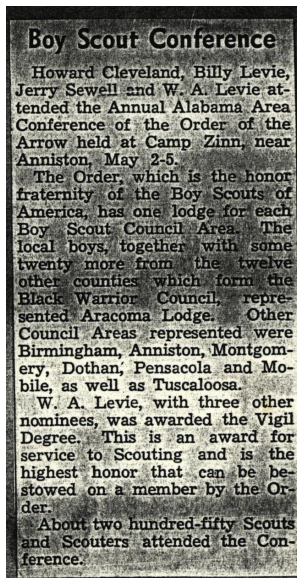 Boy Scout Conference
Howard Cleveland, Billy Levie,
Jerry Sewell and W. A. Levie at-
tended the Annual Alabama Area
Conference of the Order of the
Arrow held at Camp Zinn, near
Anniston, May 2-5.
The Order, which is the honor
fraternity of the Boy Scouts of
America, has one lodge for each
Boy Scout Council Area. The
local boys, together with some
twenty more from the twelve
other counties which form the
Black Warrior Council, repre-
sented Aracoma Lodge. Other
Council Areas represented were
Birmingham, Anniston, Montgom-
ery, Dothan, Pensacola and Mo-
bile, as well as Tuscaloosa.
W. A. Levie, with three other
nominees, was awarded the Vigil
Degree. This is an award for
service to Scouting and is the
highest honor that can be be-
stowed on a member by the Or-
der.
About two hundred-fifty Scouts
and Scouters attended the Con-
ference.